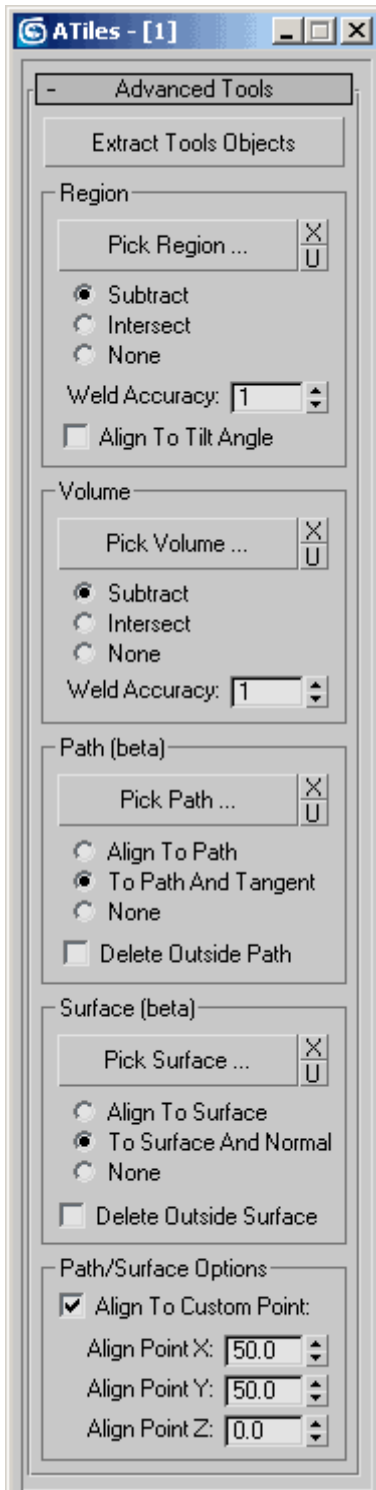 ATiles - [1]
- Advanced Tools
Extract Tools Objects
Region
Pick Region ... X
U
Subtract
Intersect
None
Weld Accuracy: 1
Align To Tilt Angle
Volume
Pick Volume ... X
U
Subtract
Intersect
None
Weld Accuracy: 1
Path (beta)
Pick Path ... X
U
Align To Path
To Path And Tangent
None
Delete Outside Path
Surface (beta)
Pick Surface ... X
U
Align To Surface
To Surface And Normal
None
Delete Outside Surface
Path/Surface Options
Align To Custom Point:
Align Point X: 50.0
Align Point Y: 50.0
Align Point Z: 0.0